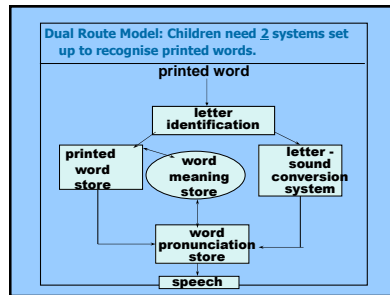 Dual Route Model: Children need 2 systems set
up to recognise printed words.
printed word
letter
identification
printed
word
store
word
meaning
store
letter -
sound
conversion
system
word
pronunciation
store
speech